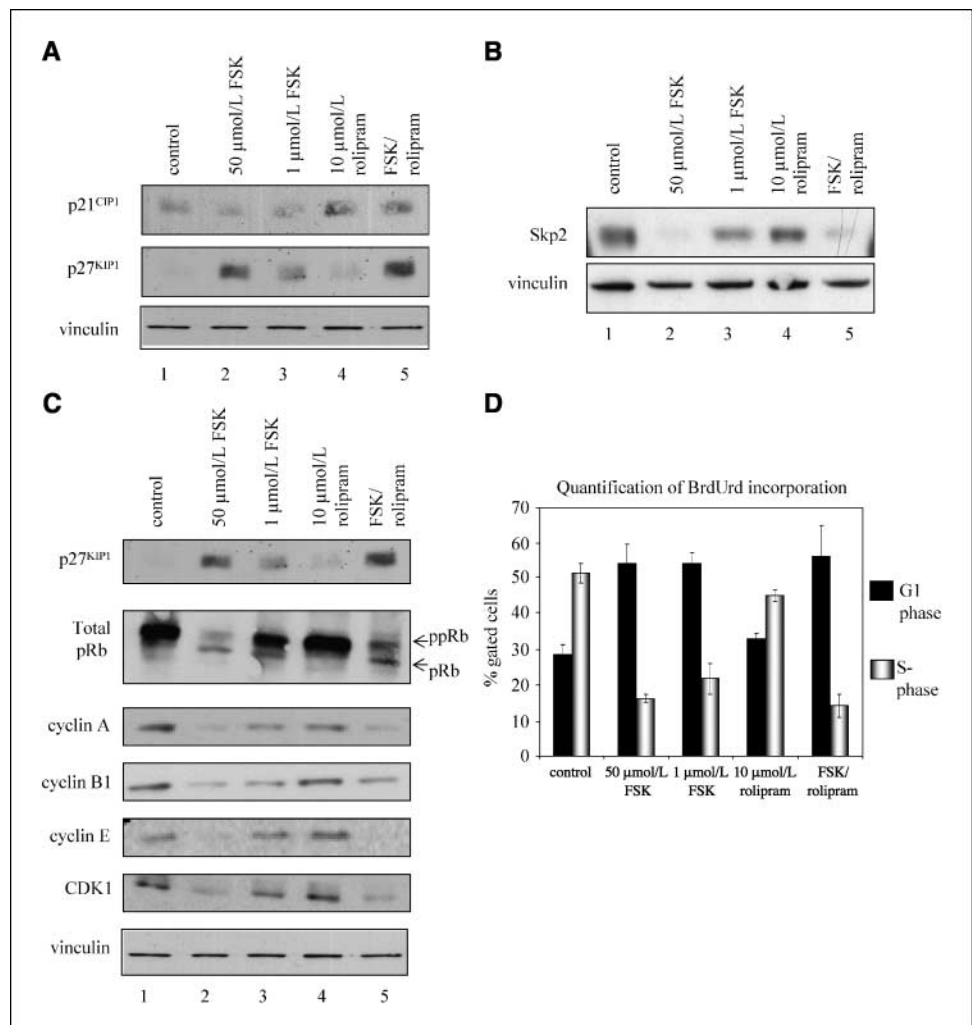 A
control
50 µmol/L FSK
1 µmol/L FSK
10 µmol/L
rolipram
FSK/
rolipram
p21CIP1
p27KIP1
vinculin
1 2 3 4 5
B
control
50 µmol/L FSK
1 µmol/L FSK
10 µmol/L
rolipram
FSK/
rolipram
Skp2
vinculin
1 2 3 4 5
C
control
50 µmol/L FSK
1 µmol/L FSK
10 µmol/L
rolipram
FSK/
rolipram
p27KIP1
Total
pRb
ppRb
pRb
cyclin A
cyclin B1
cyclin E
CDK1
vinculin
1 2 3 4 5
D
Quantification of BrdUrd incorporation
% gated cells
70
60
50
40
30
20
10
0
control
50 µmol/L
FSK
1 µmol/L
FSK
10 µmol/L
rolipram
FSK/
rolipram
G1
phase
S-
phase